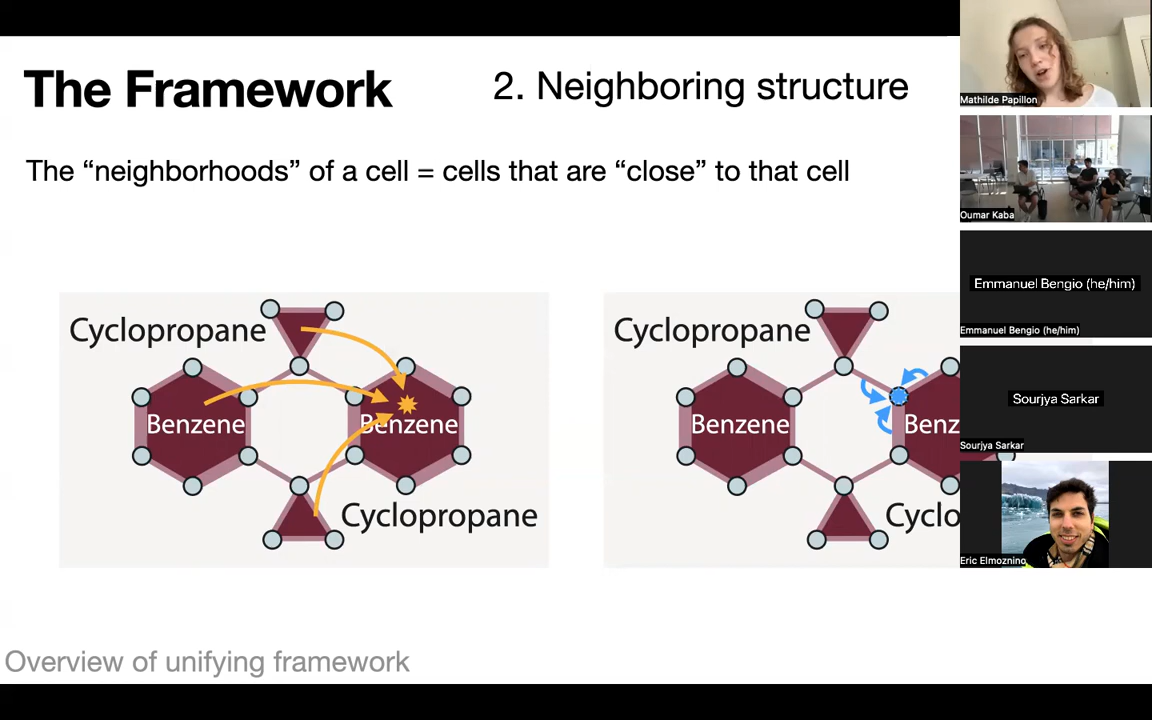 The Framework
2. Neighboring structure
The “neighborhoods” of a cell = cells that are “close” to that cell
Cyclopropane
Benzene
Benzene
Cyclopropane
Cyclopropane
Benzene
Benz
Cyclo
Overview of unifying framework
Mathilde Papillon
Oumar Kaba
Emmanuel Bengio (he/him)
Emmanuel Bengio (he/him)
Sourjya Sarkar
Sourjya Sarkar
Eric Elmoznino